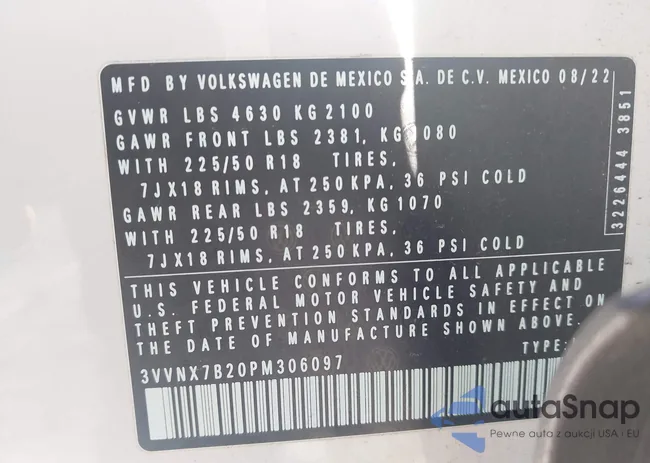 MFD BY VOLKSWAGEN DE MEXICO S.A. DE C.V. MEXICO 08/22
GVWR LBS 4630 KG 2100
GAWR FRONT LBS 2381, KG 1080
WITH 225/50 R18 TIRES,
7JX18 RIMS, AT 250 KPA, 36 PSI COLD
GAWR REAR LBS 2359, KG 1070
WITH 225/50 R18 TIRES,
7JX18 RIMS, AT 250 KPA, 36 PSI COLD
THIS VEHICLE CONFORMS TO ALL APPLICABLE
U.S. FEDERAL MOTOR VEHICLE SAFETY AND
THEFT PREVENTION STANDARDS IN EFFECT ON
THE DATE OF MANUFACTURE SHOWN ABOVE.
3VVNX7B20PM306097 TYPE:
3226444 3851
autaSnap
Pewne auta z aukcji USA · EU